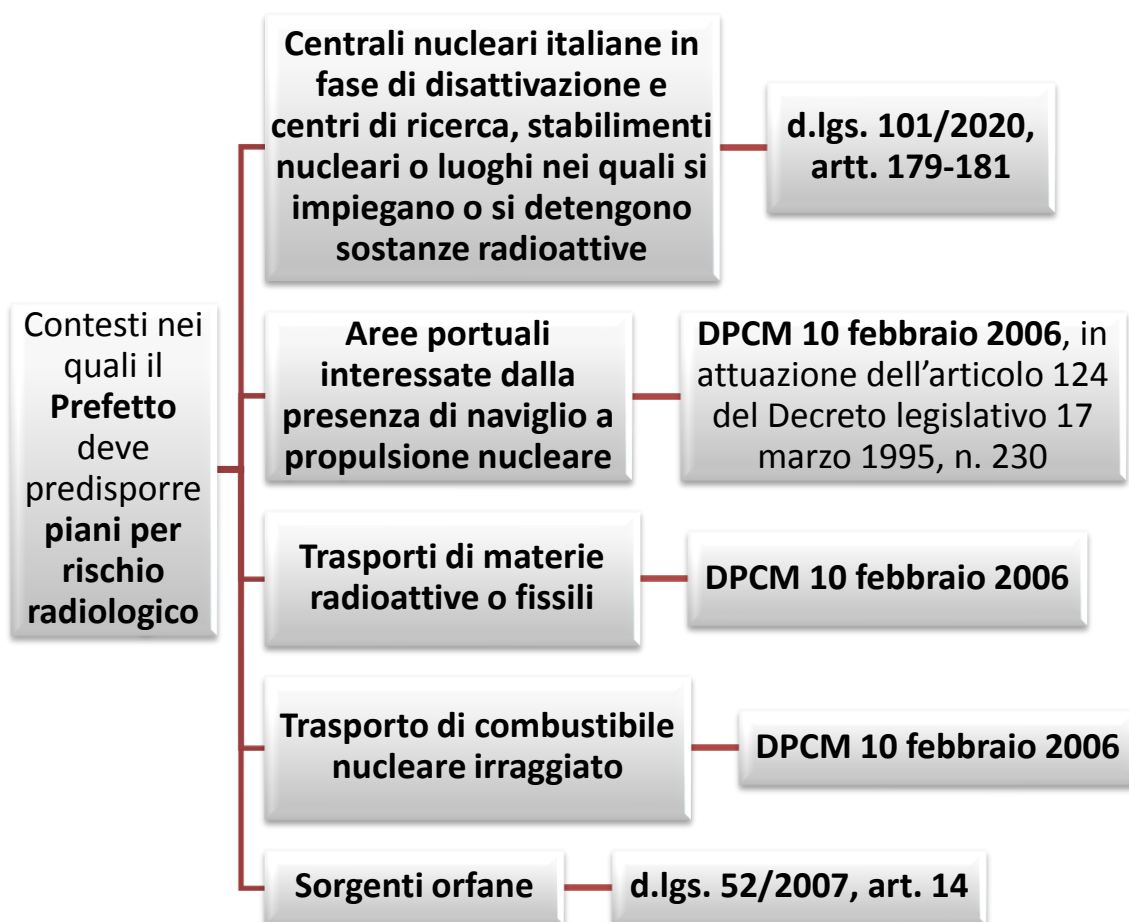 Centrali nucleari italiane in
fase di disattivazione e
centri di ricerca, stabilimenti
nucleari o luoghi nei quali si
impiegano o si detengono
sostanze radioattive
d.lgs. 101/2020,
artt. 179-181
Contesti nei
quali il
Prefetto
deve
predisporre
piani per
rischio
radiologico
Aree portuali
interessate dalla
presenza di naviglio a
propulsione nucleare
DPCM 10 febbraio 2006, in
attuazione dell'articolo 124
del Decreto legislativo 17
marzo 1995, n. 230
Trasporti di materie
radioattive o fissili
DPCM 10 febbraio 2006
Trasporto di combustibile
nucleare irraggiato
DPCM 10 febbraio 2006
Sorgenti orfane
d.lgs. 52/2007, art. 14